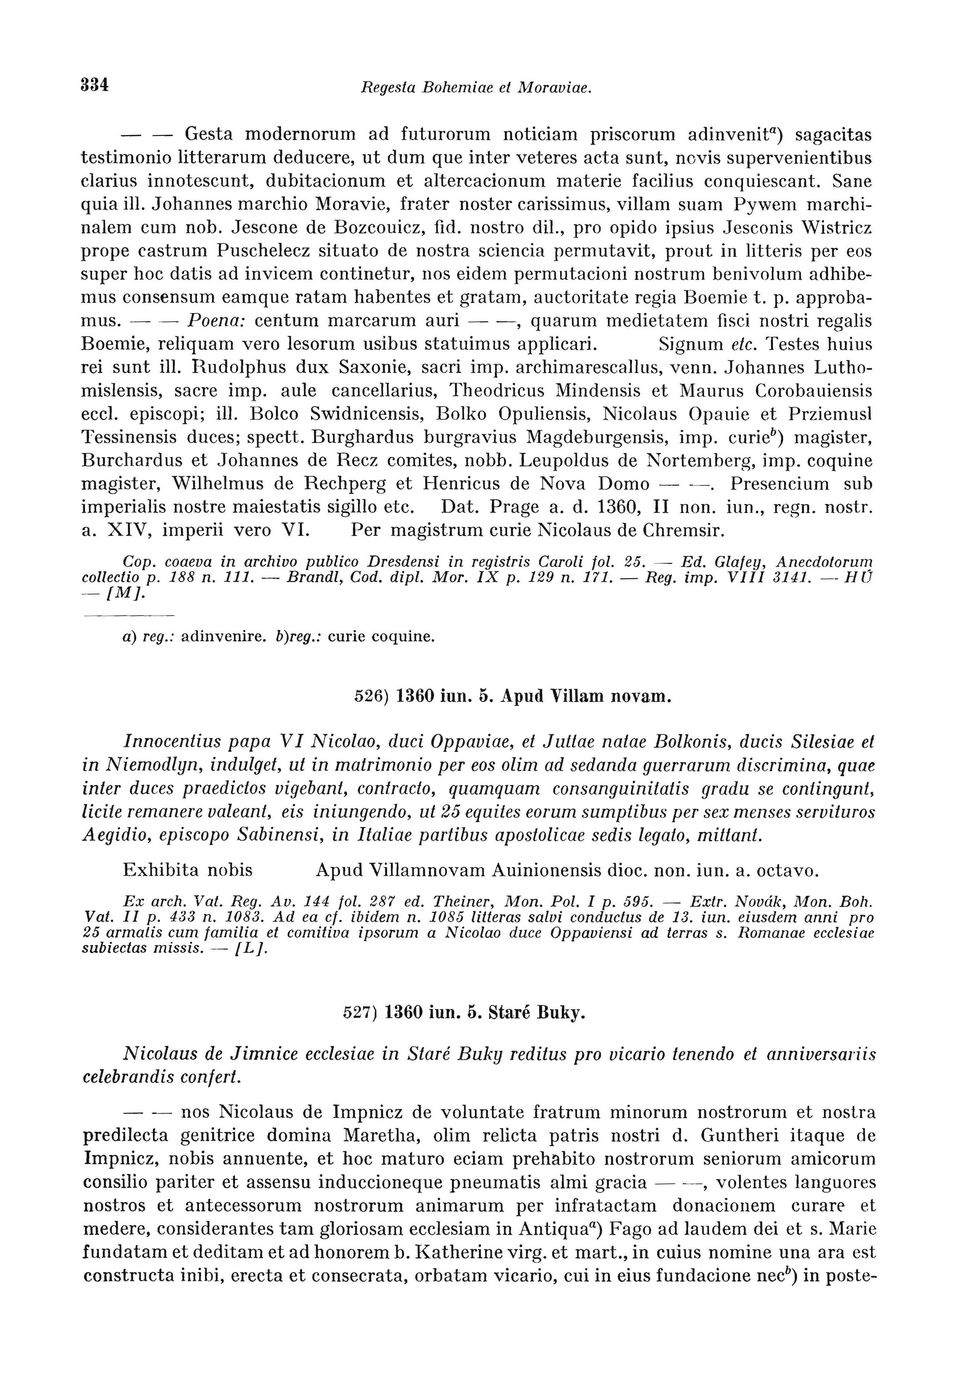 334 Regesta Bohemiae et Moraviae.
— — Gesta modernorum ad futurorum noticiam priscorum adinvenitᵃ) sagacitas
testimonio litterarum deducere, ut dum que inter veteres acta sunt, novis supervenientibus
clarius innotescunt, dubitacionum et altercacionum materie facilius conquiescant. Sane
quia ill. Johannes marchio Moravie, frater noster carissimus, villam suam Pywem marchi-
nalem cum nob. Jescone de Bozcouicz, fid. nostro dil., pro opido ipsius Jesconis Wistricz
prope castrum Puschelecz situato de nostra sciencia permutavit, prout in litteris per eos
super hoc datis ad invicem continetur, nos eidem permutacioni nostrum benivolum adhibe-
mus consensum eamque ratam habentes et gratam, auctoritate regia Boemie t. p. approba-
mus. — — Poena: centum marcarum auri — —, quarum medietatem fisci nostri regalis
Boemie, reliquam vero lesorum usibus statuimus applicari. Signum etc. Testes huius
rei sunt ill. Rudolphus dux Saxonie, sacri imp. archimarescallus, venn. Johannes Lutho-
mislensis, sacre imp. aule cancellarius, Theodricus Mindensis et Maurus Corobauiensis
eccl. episcopi; ill. Bolco Swidnicensis, Bolko Opuliensis, Nicolaus Opauie et Prziemusl
Tessinensis duces; spectt. Burghardus burgravius Magdeburgensis, imp. curieᵇ) magister,
Burchardus et Johannes de Recz comites, nobb. Leupoldus de Nortemberg, imp. coquine
magister, Wilhelmus de Rechperg et Henricus de Nova Domo — —. Presencium sub
imperialis nostre maiestatis sigillo etc. Dat. Prage a. d. 1360, II non. iun., regn. nostr.
a. XIV, imperii vero VI. Per magistrum curie Nicolaus de Chremsir.
Cop. coaeva in archivo publico Dresdensi in registris Caroli fol. 25. — Ed. Glafey, Anecdotorum
collectio p. 188 n. 111. — Brandl, Cod. dipl. Mor. IX p. 129 n. 171. — Reg. imp. VIII 3141. — HÚ
— [M].
a) reg.: adinvenire. b)reg.: curie coquine.
526) 1360 iun. 5. Apud Villam novam.
Innocentius papa VI Nicolao, duci Oppaviae, et Juttae natae Bolkonis, ducis Silesiae et
in Niemodlyn, indulget, ut in matrimonio per eos olim ad sedanda guerrarum discrimina, quae
inter duces praedictos vigebant, contracto, quamquam consanguinitatis gradu se contingunt,
licite remanere valeant, eis iniungendo, ut 25 equites eorum sumptibus per sex menses servituros
Aegidio, episcopo Sabinensi, in Italiae partibus apostolicae sedis legato, mittant.
Exhibita nobis Apud Villamnovam Auinionensis dioc. non. iun. a. octavo.
Ex arch. Vat. Reg. Av. 144 fol. 287 ed. Theiner, Mon. Pol. I p. 595. — Extr. Novák, Mon. Boh.
Vat. II p. 433 n. 1083. Ad ea cf. ibidem n. 1085 litteras salvi conductus de 13. iun. eiusdem anni pro
25 armatis cum familia et comitiva ipsorum a Nicolao duce Oppaviensi ad terras s. Romanae ecclesiae
subiectas missis. — [L].
527) 1360 iun. 5. Staré Buky.
Nicolaus de Jimnice ecclesiae in Staré Buky reditus pro vicario tenendo et anniversariis
celebrandis confert.
— — nos Nicolaus de Impnicz de voluntate fratrum minorum nostrorum et nostra
predilecta genitrice domina Maretha, olim relicta patris nostri d. Guntheri itaque de
Impnicz, nobis annuente, et hoc maturo eciam prehabito nostrorum seniorum amicorum
consilio pariter et assensu induccioneque pneumatis almi gracia — —, volentes languores
nostros et antecessorum nostrorum animarum per infratactam donacionem curare et
medere, considerantes tam gloriosam ecclesiam in Antiquaᵃ) Fago ad laudem dei et s. Marie
fundatam et deditam et ad honorem b. Katherine virg. et mart., in cuius nomine una ara est
constructa inibi, erecta et consecrata, orbatam vicario, cui in eius fundacione necᵇ) in poste-